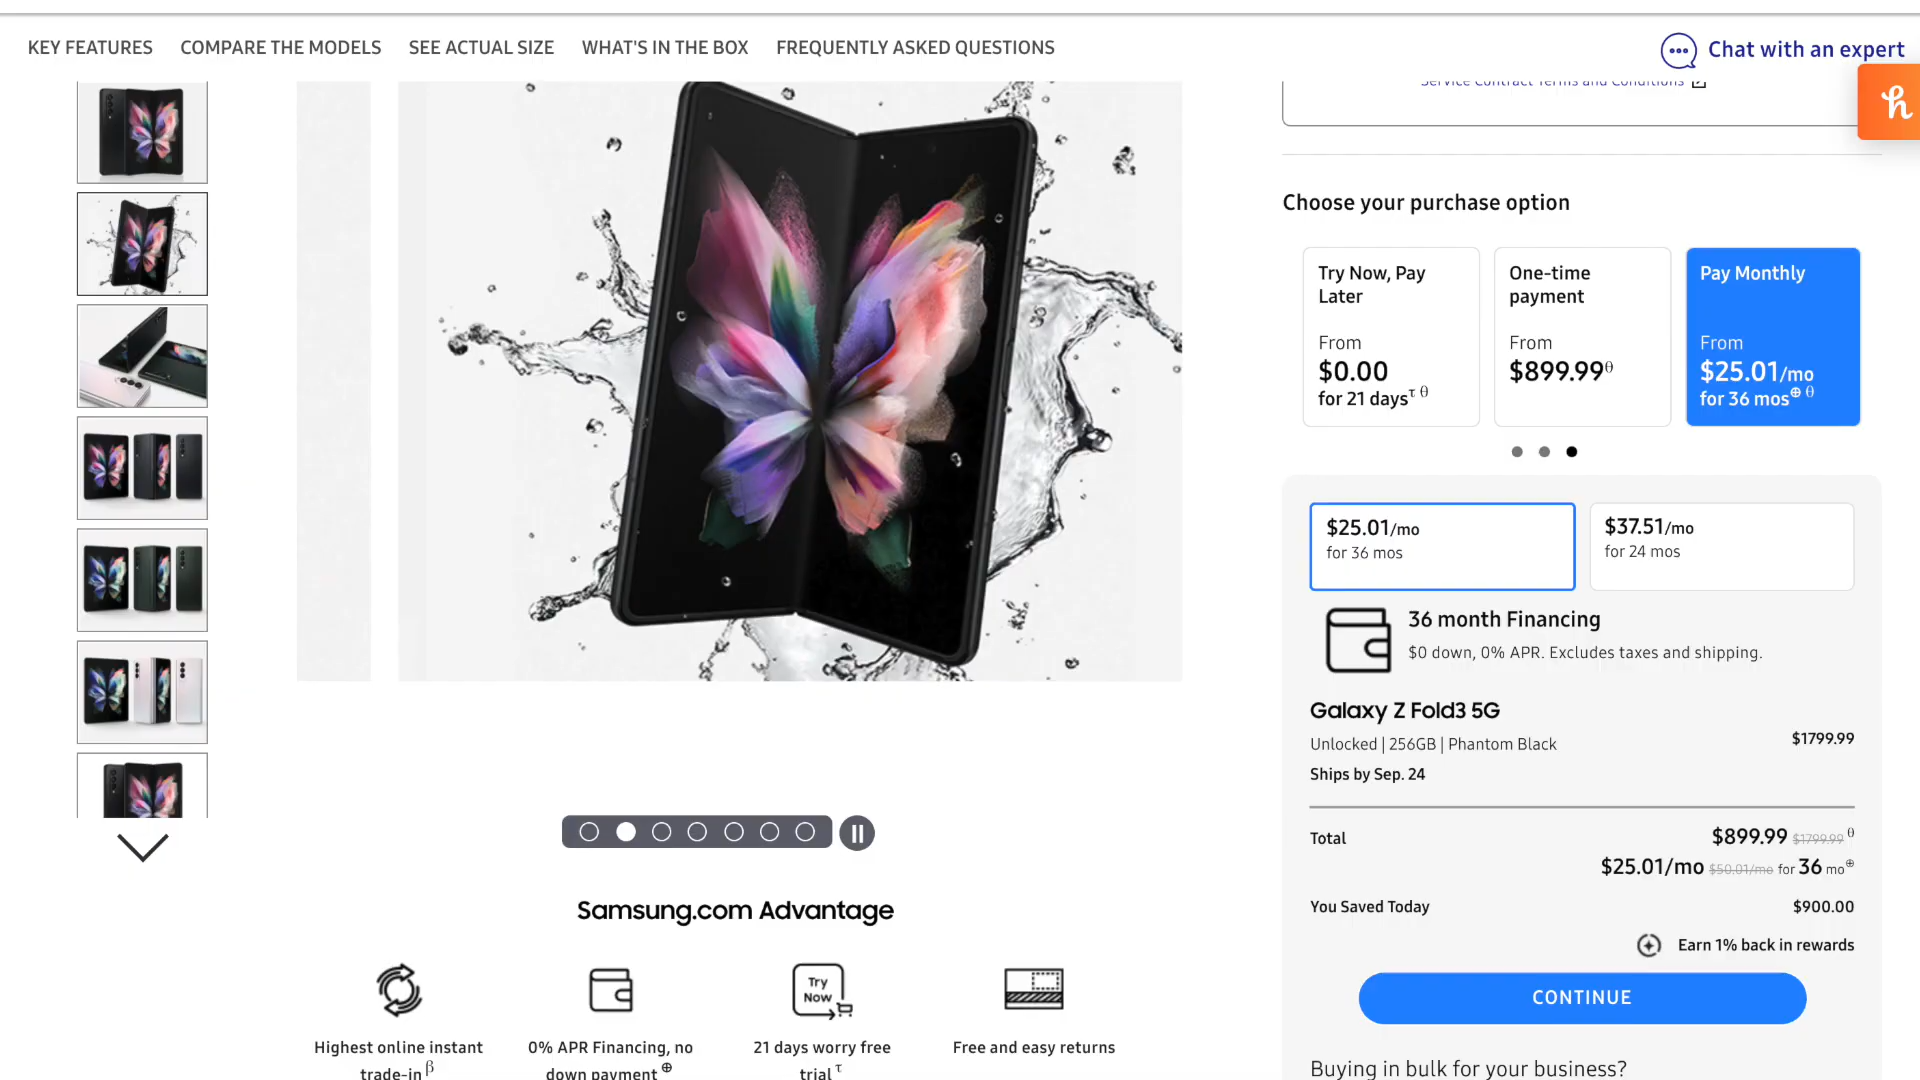 KEY FEATURES COMPARE THE MODELS SEE ACTUAL SIZE WHAT'S IN THE BOX FREQUENTLY ASKED QUESTIONS
Chat with an expert
Service Contract Terms and Conditions
h
Choose your purchase option
Try Now, Pay
Later
From
$0.00
for 21 daysτ θ
One-time
payment
From
$899.99θ
Pay Monthly
From
$25.01/mo
for 36 mos⊕ θ
$25.01/mo
for 36 mos
$37.51/mo
for 24 mos
36 month Financing
$0 down, 0% APR. Excludes taxes and shipping.
Galaxy Z Fold3 5G
Unlocked | 256GB | Phantom Black
$1799.99
Ships by Sep. 24
Total
$899.99 $1799.99 θ
$25.01/mo $50.01/mo for 36 mo⊕
You Saved Today
$900.00
Earn 1% back in rewards
CONTINUE
Buying in bulk for your business?
Samsung.com Advantage
Highest online instant
trade-in β
0% APR Financing, no
down payment ⊕
Try
Now
21 days worry free
trial τ
Free and easy returns